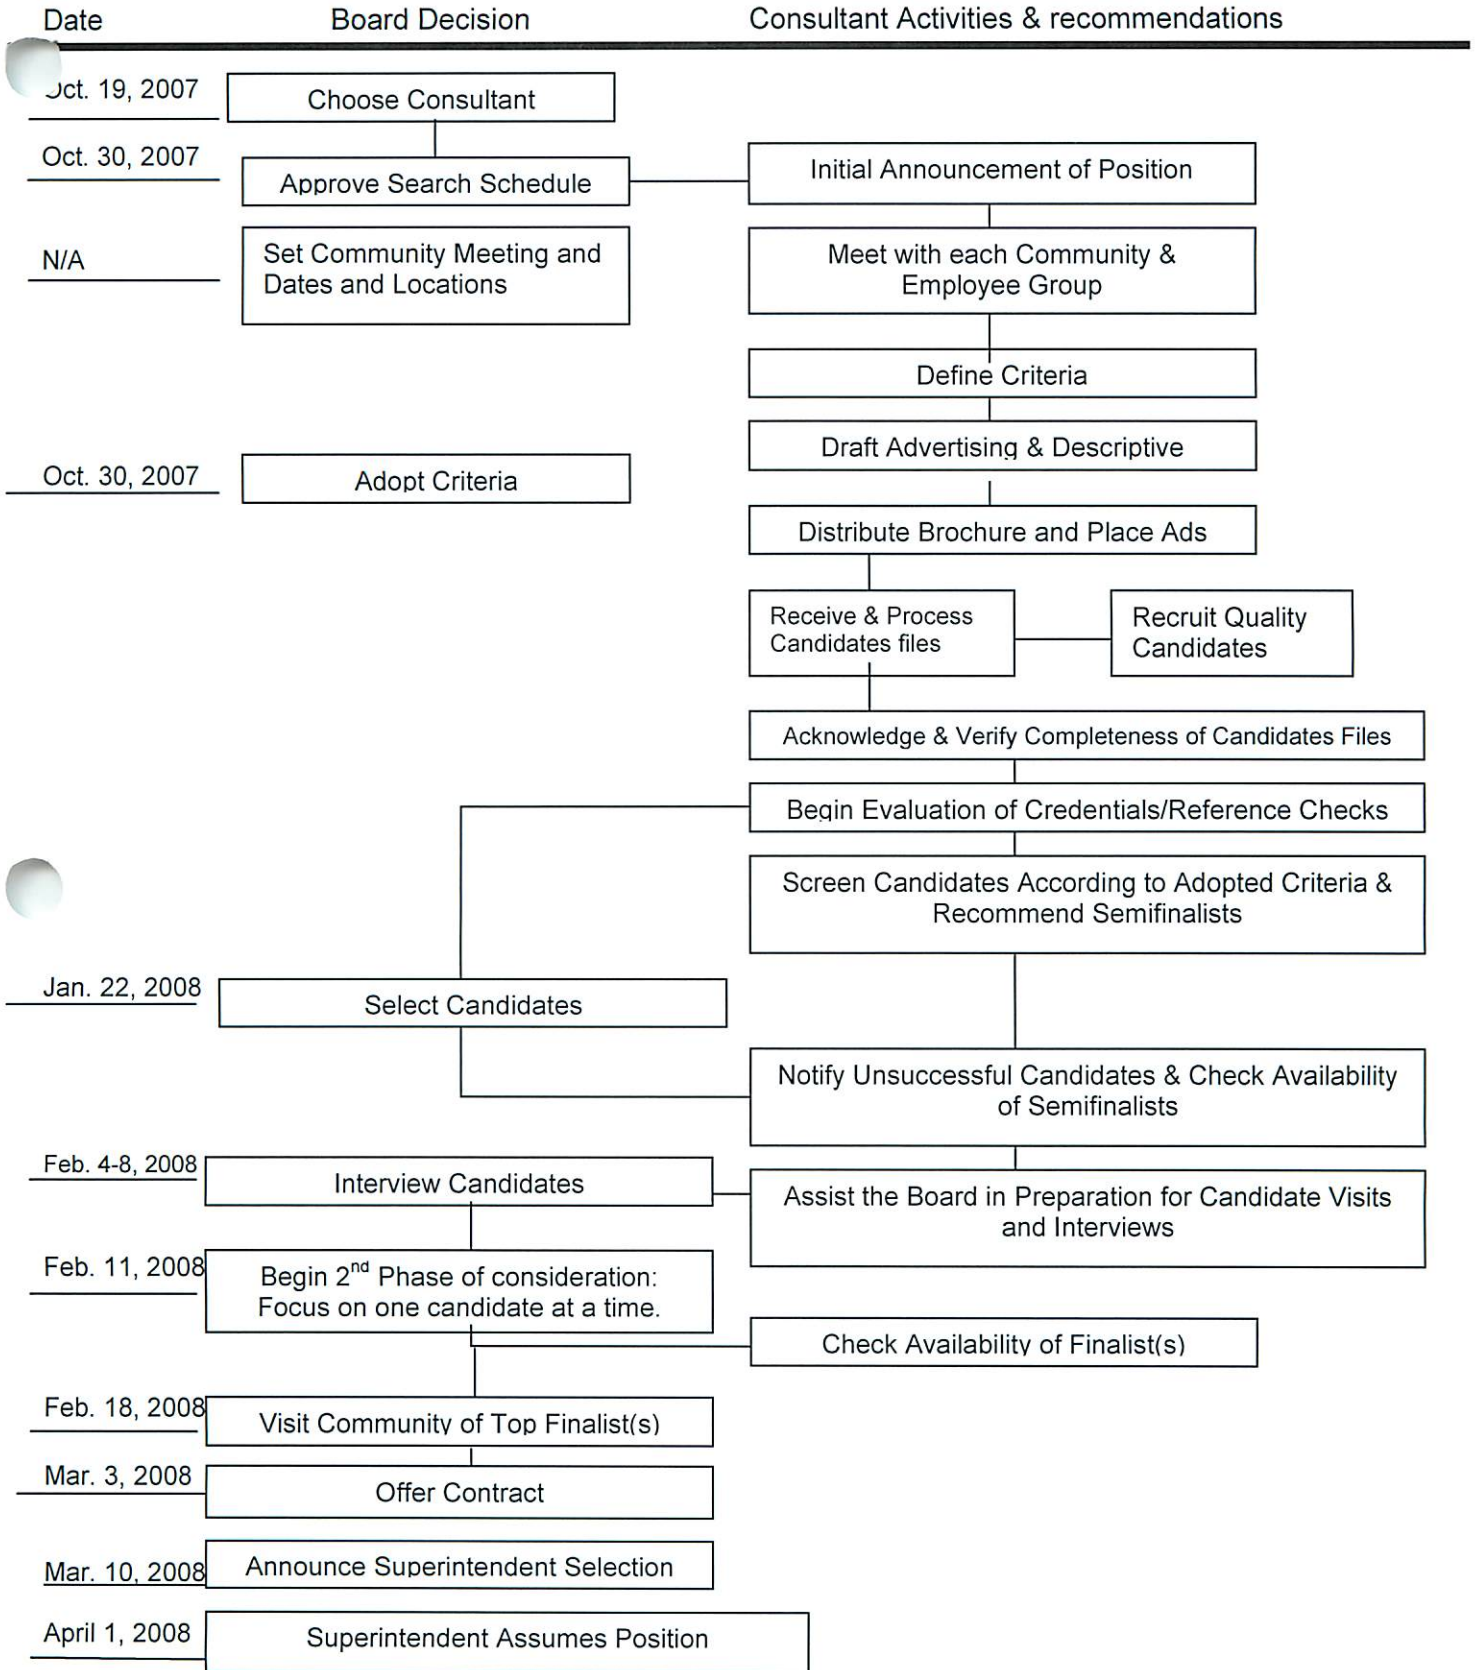 Date Board Decision Consultant Activities & recommendations
Oct. 19, 2007 Choose Consultant
Oct. 30, 2007 Approve Search Schedule
Initial Announcement of Position
N/A
Set Community Meeting and
Dates and Locations
Meet with each Community &
Employee Group
Define Criteria
Draft Advertising & Descriptive
Oct. 30, 2007 Adopt Criteria
Distribute Brochure and Place Ads
Receive & Process
Candidates files
Recruit Quality
Candidates
Acknowledge & Verify Completeness of Candidates Files
Begin Evaluation of Credentials/Reference Checks
Screen Candidates According to Adopted Criteria &
Recommend Semifinalists
Jan. 22, 2008 Select Candidates
Notify Unsuccessful Candidates & Check Availability
of Semifinalists
Feb. 4-8, 2008 Interview Candidates
Assist the Board in Preparation for Candidate Visits
and Interviews
Feb. 11, 2008
Begin 2nd Phase of consideration:
Focus on one candidate at a time.
Check Availability of Finalist(s)
Feb. 18, 2008 Visit Community of Top Finalist(s)
Mar. 3, 2008 Offer Contract
Mar. 10, 2008 Announce Superintendent Selection
April 1, 2008 Superintendent Assumes Position